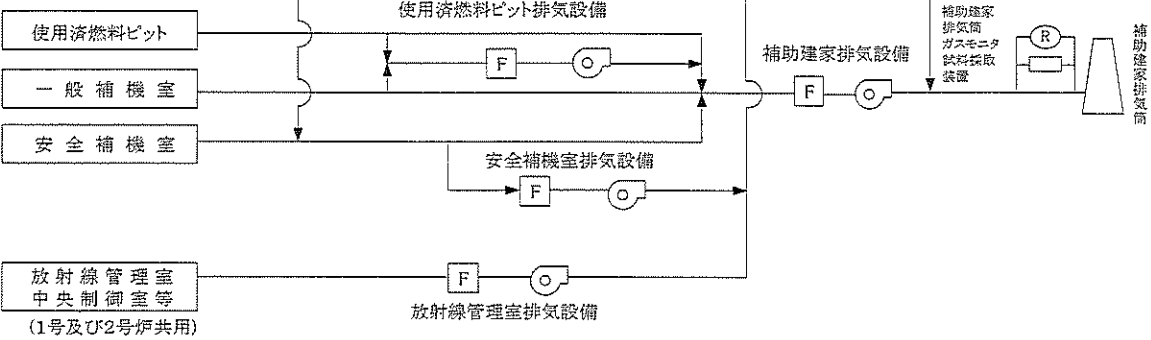 使用済燃料ピット排気設備
使用済燃料ピット
F
補助建家排気設備
補助建家
排気筒
ガスモニタ
試料採取
装置
R
補助建家排気筒
一般補機室
F
安全補機室
安全補機室排気設備
F
放射線管理室
中央制御室等
(1号及び2号炉共用)
F
放射線管理室排気設備